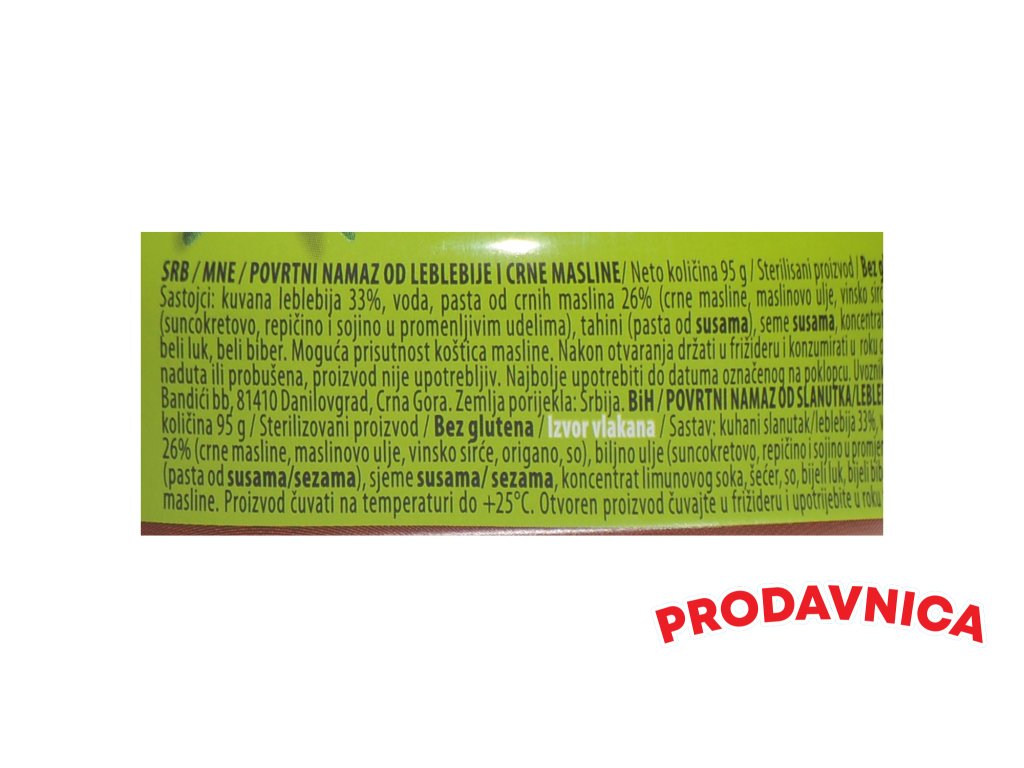 SRB / MNE / POVRTNI NAMAZ OD LEBLEBIJE I CRNE MASLINE / Neto količina 95 g / Sterilisani proizvod / Bez
Sastojci: kuvana leblebija 33%, voda, pasta od crnih maslina 26% (crne masline, maslinovo ulje, vinsko sirć
(suncokretovo, repičino i sojino u promenljivim udelima), tahini (pasta od susama), seme susama, koncentrat
beli luk, beli biber. Moguća prisutnost koštica masline. Nakon otvaranja držati u frižideru i konzumirati u roku
naduta ili probušena, proizvod nije upotrebljiv. Najbolje upotrebiti do datuma označenog na poklopcu. Uvoznik
Bandići bb, 81410 Danilovgrad, Crna Gora. Zemlja porijekla: Srbija. BiH / POVRTNI NAMAZ OD SLANUTKA/LEBLE
količina 95 g / Sterilizovani proizvod / Bez glutena / Izvor vlakana / Sastav: kuhani slanutak/leblebija 33%,
26% (crne masline, maslinovo ulje, vinsko sirće, origano, so), biljno ulje (suncokretovo, repičino i sojino u promjen
(pasta od susama/sezama), sjeme susama/ sezama, koncentrat limunovog soka, šećer, so, bijeli luk, bijeli bib
masline. Proizvod čuvati na temperaturi do +25°C. Otvoren proizvod čuvajte u frižideru i upotrijebite u roku
PRODAVNICA